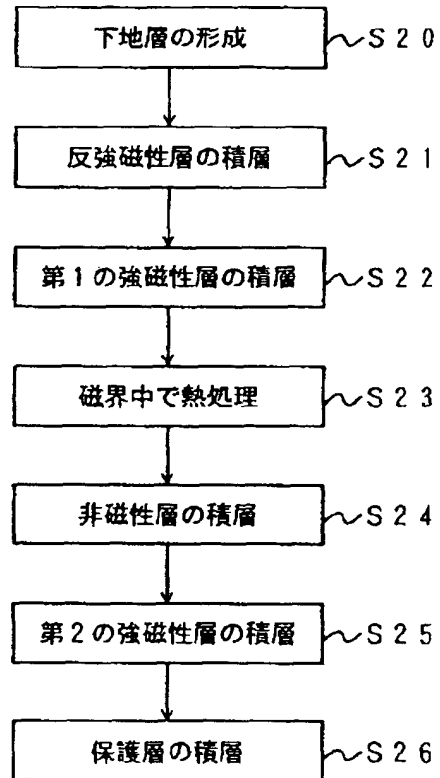 下地層の形成 S20
反強磁性層の積層 S21
第1の強磁性層の積層 S22
磁界中で熱処理 S23
非磁性層の積層 S24
第2の強磁性層の積層 S25
保護層の積層 S26